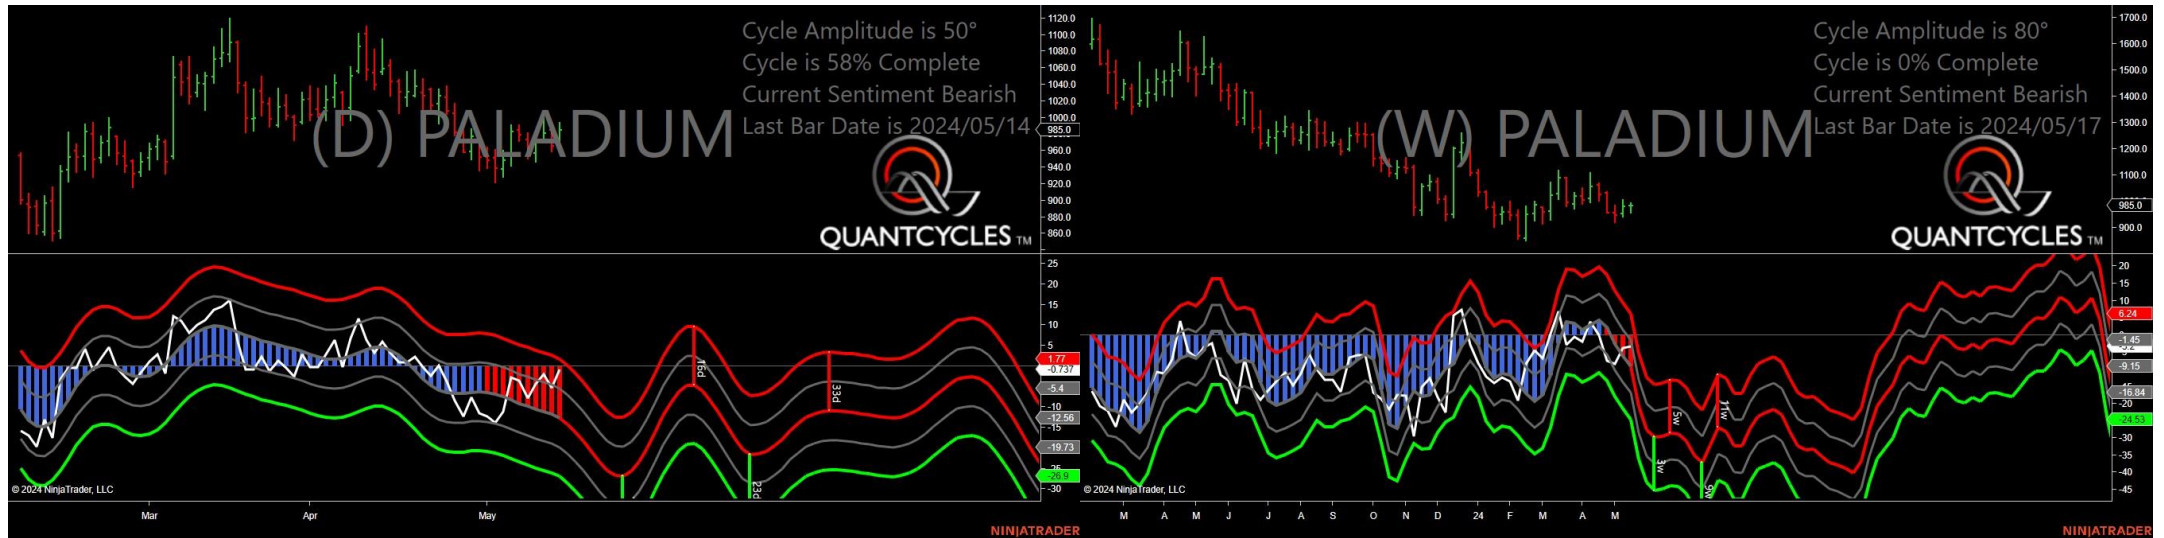 Cycle Amplitude is 50°
Cycle is 58% Complete
Current Sentiment Bearish
Last Bar Date is 2024/05/14
(D) PALADIUM
QUANTCYCLES TM
1120.0
1100.0
1080.0
1060.0
1040.0
1020.0
1000.0
985.0
960.0
940.0
920.0
900.0
880.0
860.0
25
20
15
10
5
1.77
-0.737
-5.4
-10
-12.56
-15
-19.73
-25
-26.9
-30
16d
33d
23d
© 2024 NinjaTrader, LLC
Mar Apr May
NINJATRADER
Cycle Amplitude is 80°
Cycle is 0% Complete
Current Sentiment Bearish
Last Bar Date is 2024/05/17
(W) PALADIUM
QUANTCYCLES TM
1700.0
1600.0
1500.0
1400.0
1300.0
1200.0
1100.0
985.0
900.0
20
15
10
6.24
-1.45
-9.15
-16.84
-20
-24.53
-30
-35
-40
-45
5w
11w
3w
9w
© 2024 NinjaTrader, LLC
M A M J J A S O N D 24 F M A M
NINJATRADER